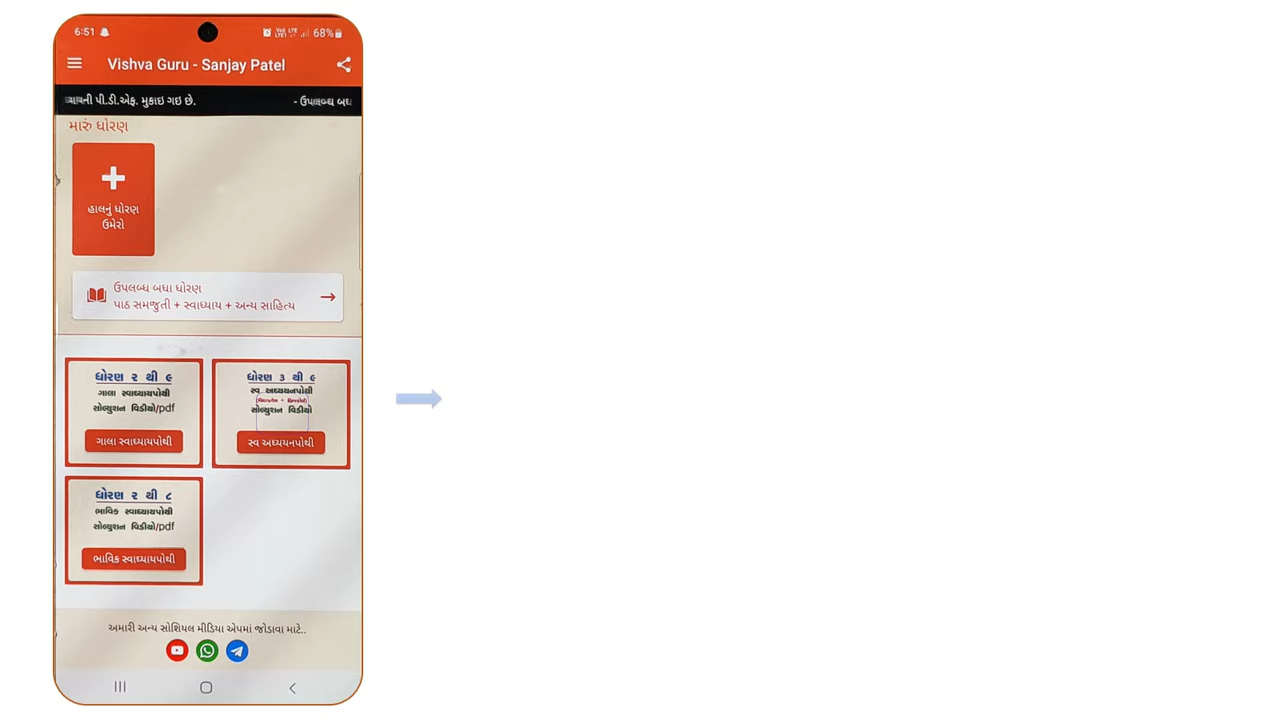 6:51
68%
Vishva Guru - Sanjay Patel
પી.ડી.એફ. મુકાઇ ગઇ છે.
- ઉપલબ્ધ બધ
મારું ધોરણ
હાલનું ધોરણ
ઉમેરો
ઉપલબ્ધ બધા ધોરણ
પાઠ સમજુતી + સ્વાધ્યાય + અન્ય સાહિત્ય
ધોરણ ૨ થી ૯
ગાલા સ્વાધ્યાયપોથી
સોલ્યુશન વિડીયો/pdf
ગાલા સ્વાધ્યાયપોથી
ધોરણ ૩ થી ૯
સ્વ અધ્યયનપોથી
સોલ્યુશન વિડીયો
સ્વ અધ્યયનપોથી
ધોરણ ૨ થી ૮
ભાવિક સ્વાધ્યાયપોથી
સોલ્યુશન વિડીયો/pdf
ભાવિક સ્વાધ્યાયપોથી
અમારી અન્ય સોશિયલ મીડિયા એપમાં જોડાવા માટે..